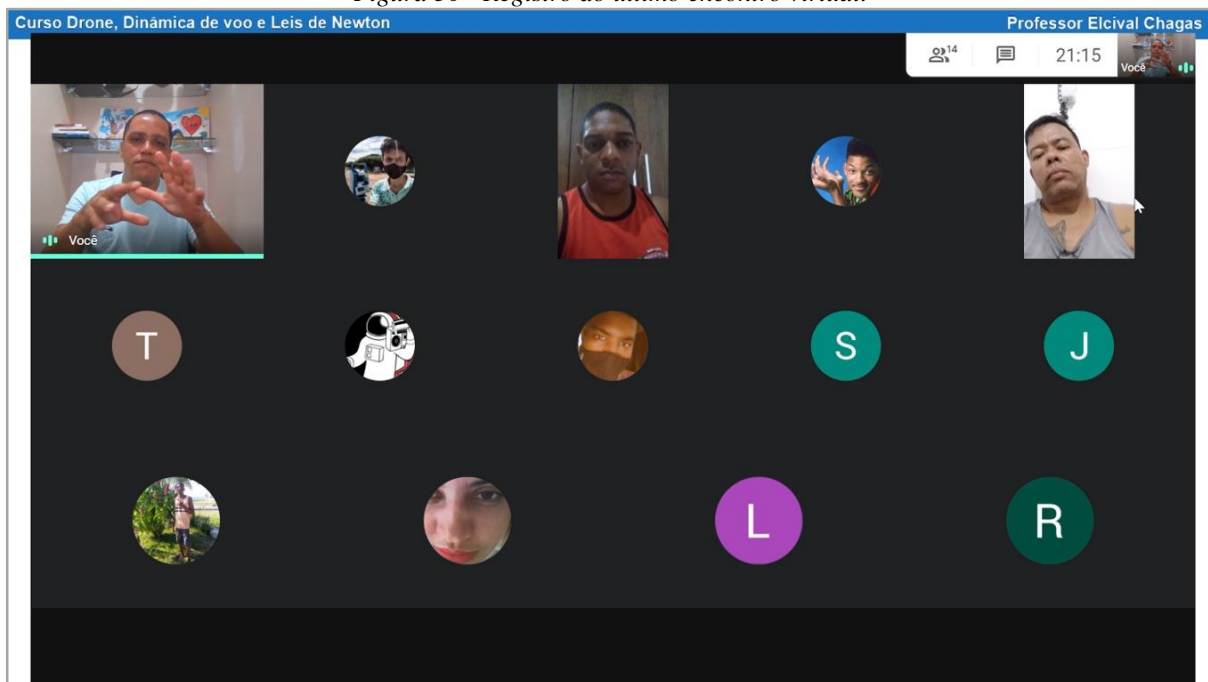 Curso Drone, Dinâmica de voo e Leis de Newton
Professor Elcival Chagas
14
21:15
Você
Você
T
S
J
L
R